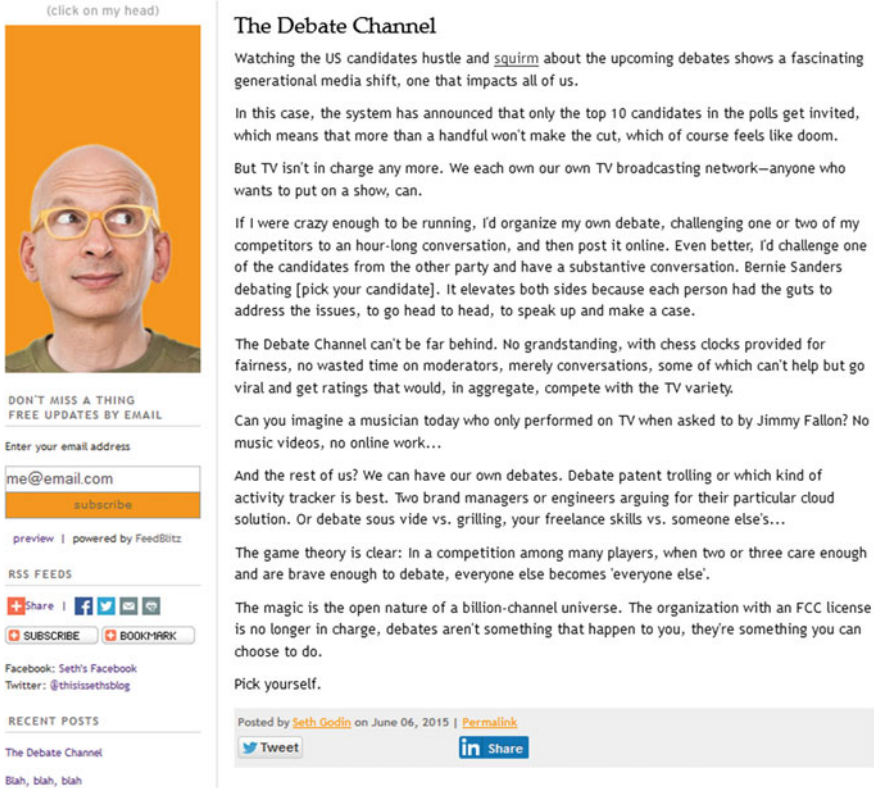 (click on my head)
DON'T MISS A THING
FREE UPDATES BY EMAIL
Enter your email address
me@email.com
subscribe
preview | powered by FeedBlitz
RSS FEEDS
Share |
SUBSCRIBE
BOOKMARK
Facebook: Seth's Facebook
Twitter: @thisissethsblog
RECENT POSTS
The Debate Channel
Blah, blah, blah
The Debate Channel
Watching the US candidates hustle and squirm about the upcoming debates shows a fascinating
generational media shift, one that impacts all of us.
In this case, the system has announced that only the top 10 candidates in the polls get invited,
which means that more than a handful won't make the cut, which of course feels like doom.
But TV isn't in charge any more. We each own our own TV broadcasting network—anyone who
wants to put on a show, can.
If I were crazy enough to be running, I'd organize my own debate, challenging one or two of my
competitors to an hour-long conversation, and then post it online. Even better, I'd challenge one
of the candidates from the other party and have a substantive conversation. Bernie Sanders
debating [pick your candidate]. It elevates both sides because each person had the guts to
address the issues, to go head to head, to speak up and make a case.
The Debate Channel can't be far behind. No grandstanding, with chess clocks provided for
fairness, no wasted time on moderators, merely conversations, some of which can't help but go
viral and get ratings that would, in aggregate, compete with the TV variety.
Can you imagine a musician today who only performed on TV when asked to by Jimmy Fallon? No
music videos, no online work...
And the rest of us? We can have our own debates. Debate patent trolling or which kind of
activity tracker is best. Two brand managers or engineers arguing for their particular cloud
solution. Or debate sous vide vs. grilling, your freelance skills vs. someone else's...
The game theory is clear: In a competition among many players, when two or three care enough
and are brave enough to debate, everyone else becomes 'everyone else'.
The magic is the open nature of a billion-channel universe. The organization with an FCC license
is no longer in charge, debates aren't something that happen to you, they're something you can
choose to do.
Pick yourself.
Posted by Seth Godin on June 06, 2015 | Permalink
Tweet
in Share